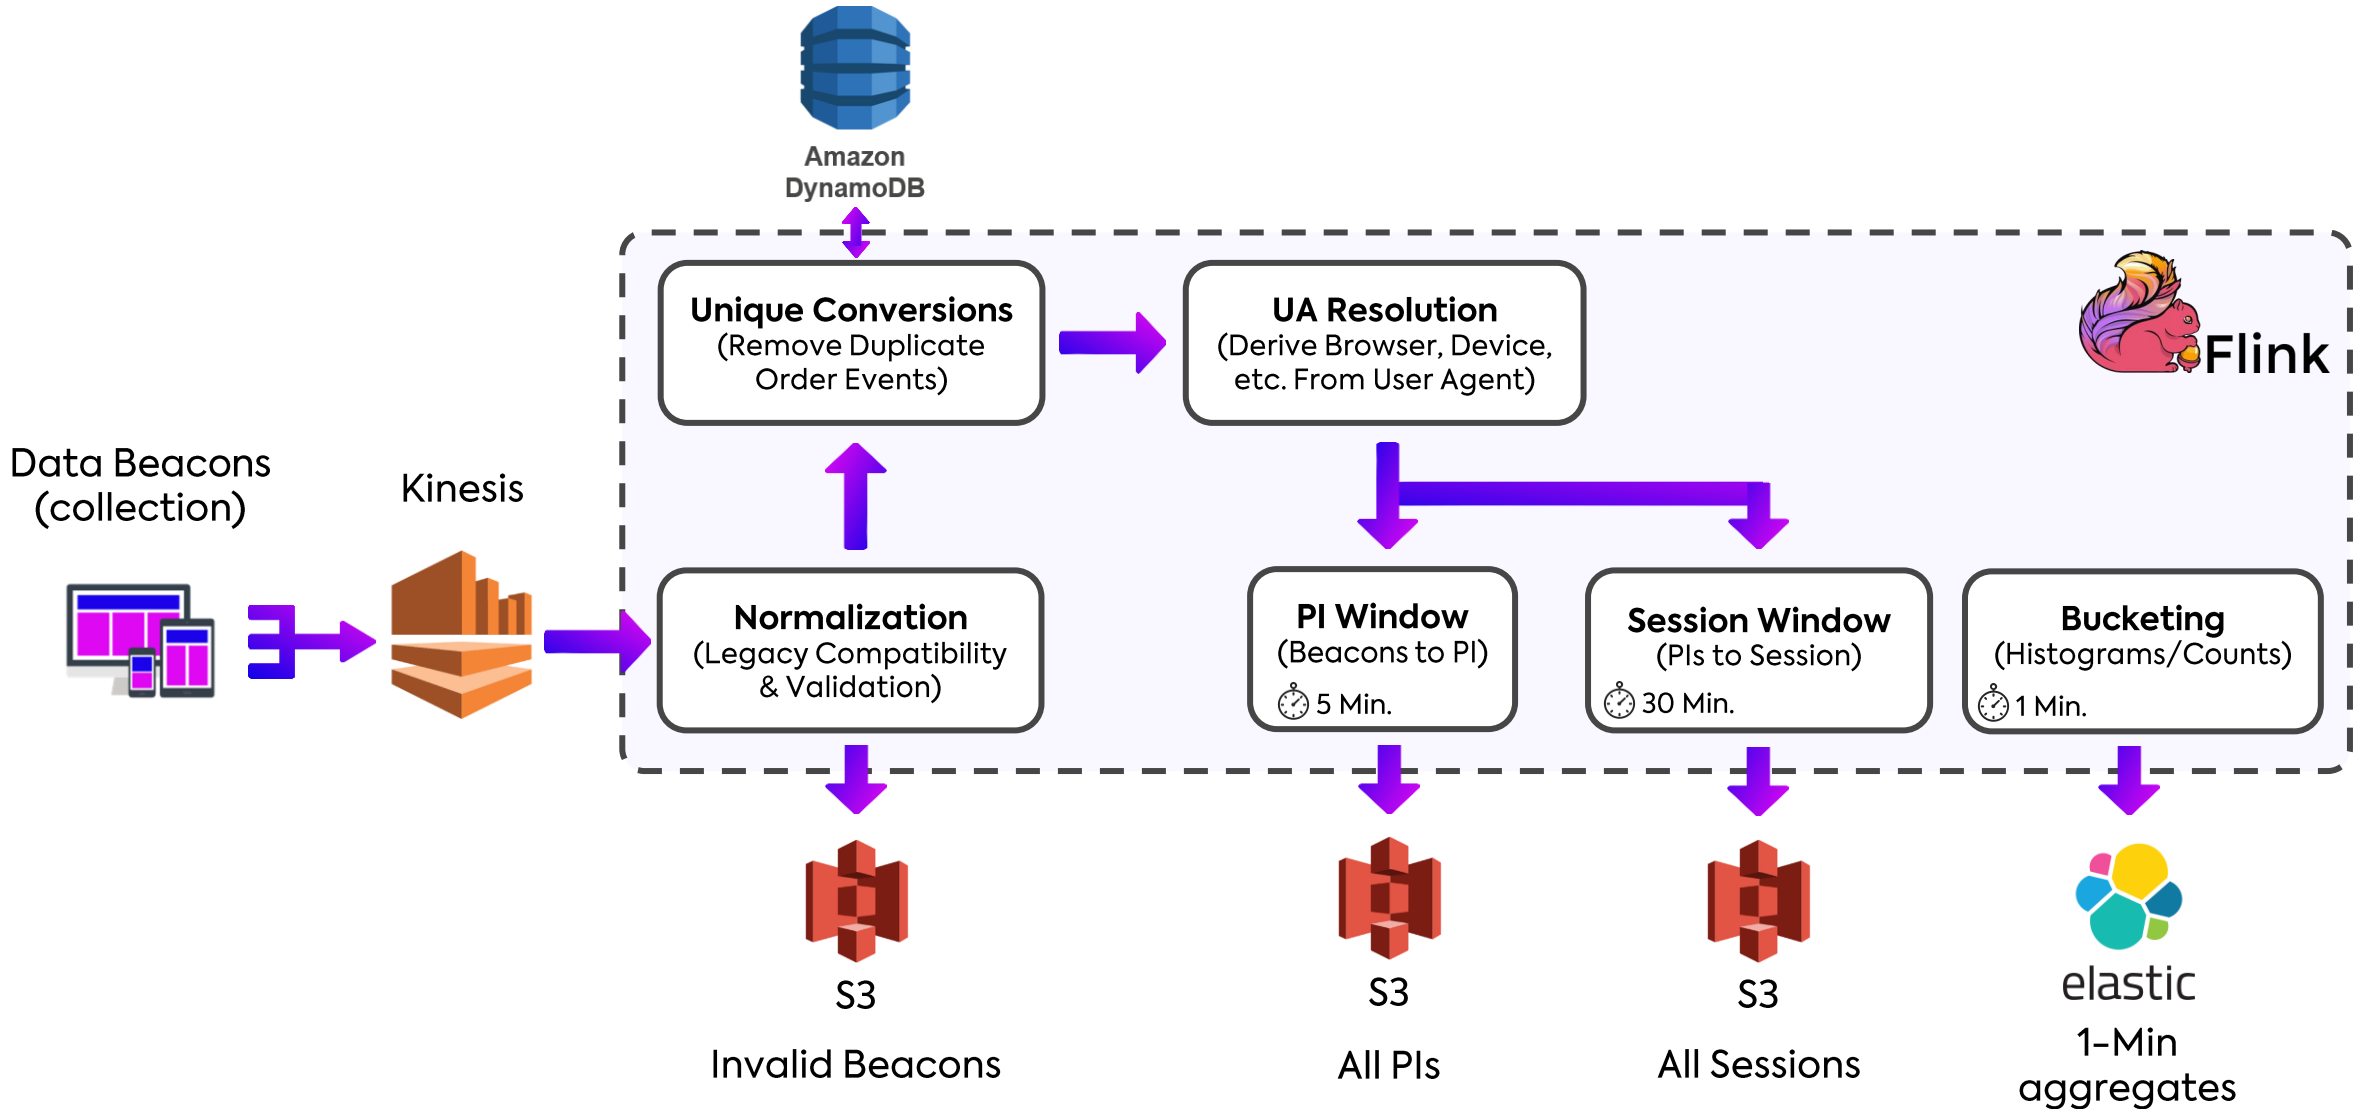 Amazon
DynamoDB
Unique Conversions
(Remove Duplicate
Order Events)
UA Resolution
(Derive Browser, Device,
etc. From User Agent)
Flink
Data Beacons
(collection)
Kinesis
Normalization
(Legacy Compatibility
& Validation)
PI Window
(Beacons to PI)
5 Min.
Session Window
(PIs to Session)
30 Min.
Bucketing
(Histograms/Counts)
1 Min.
S3
Invalid Beacons
S3
All PIs
S3
All Sessions
elastic
1-Min
aggregates